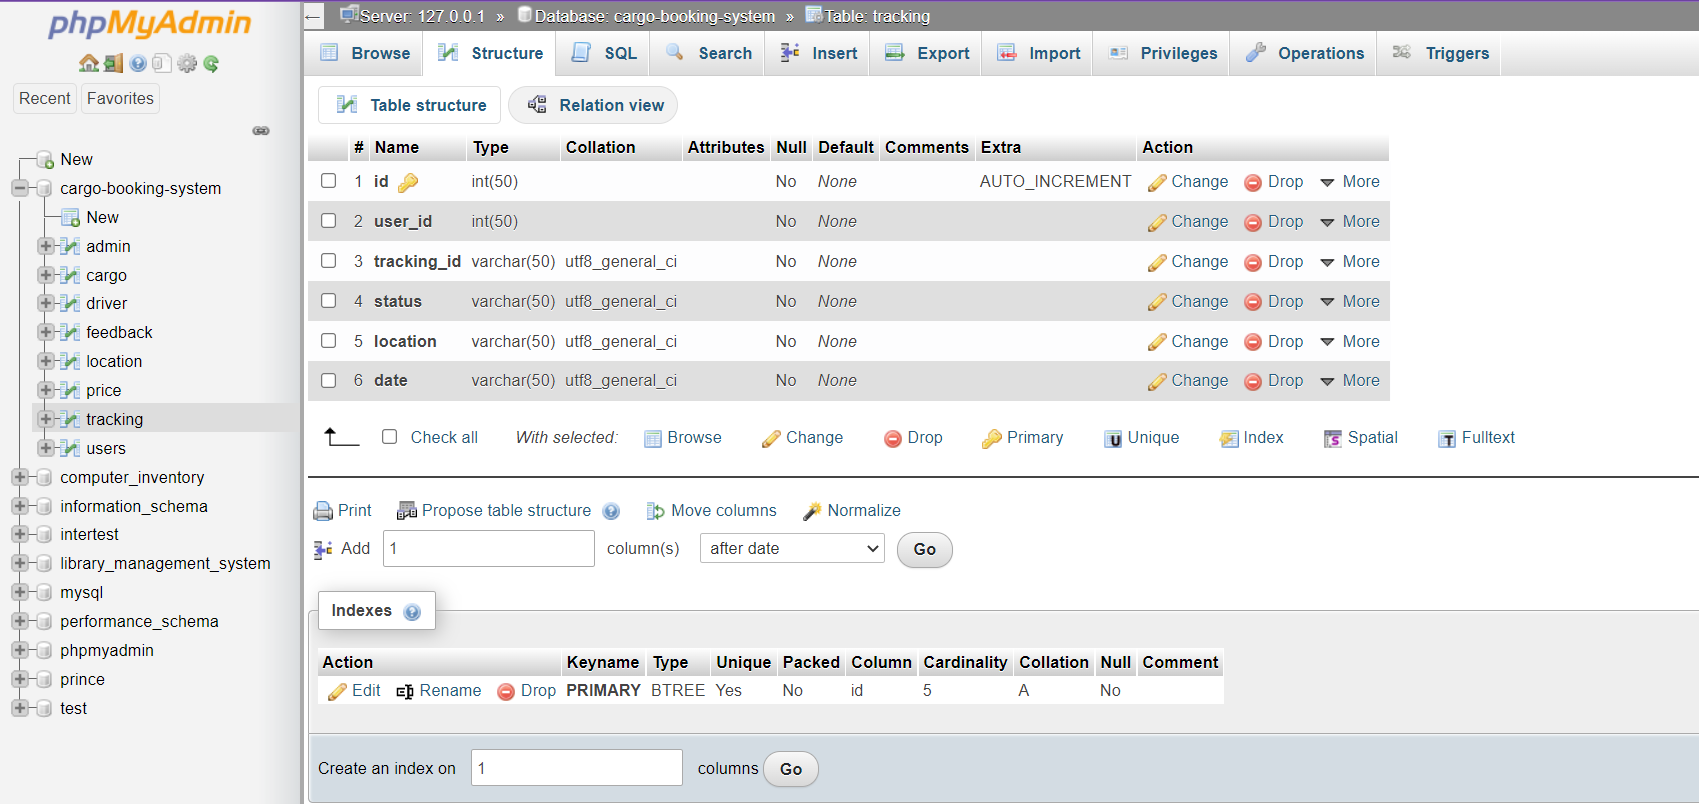 phpMyAdmin
Recent Favorites
New
cargo-booking-system
New
admin
cargo
driver
feedback
location
price
tracking
users
computer_inventory
information_schema
intertest
library_management_system
mysql
performance_schema
phpmyadmin
prince
test
Server: 127.0.0.1 » Database: cargo-booking-system » Table: tracking
Browse Structure SQL Search Insert Export Import Privileges Operations Triggers
Table structure Relation view
# Name Type Collation Attributes Null Default Comments Extra Action
1 id int(50) No None AUTO_INCREMENT Change Drop More
2 user_id int(50) No None Change Drop More
3 tracking_id varchar(50) utf8_general_ci No None Change Drop More
4 status varchar(50) utf8_general_ci No None Change Drop More
5 location varchar(50) utf8_general_ci No None Change Drop More
6 date varchar(50) utf8_general_ci No None Change Drop More
Check all With selected: Browse Change Drop Primary Unique Index Spatial Fulltext
Print Propose table structure Move columns Normalize
Add 1 column(s) after date Go
Indexes
Action Keyname Type Unique Packed Column Cardinality Collation Null Comment
Edit Rename Drop PRIMARY BTREE Yes No id 5 A No
Create an index on 1 columns Go